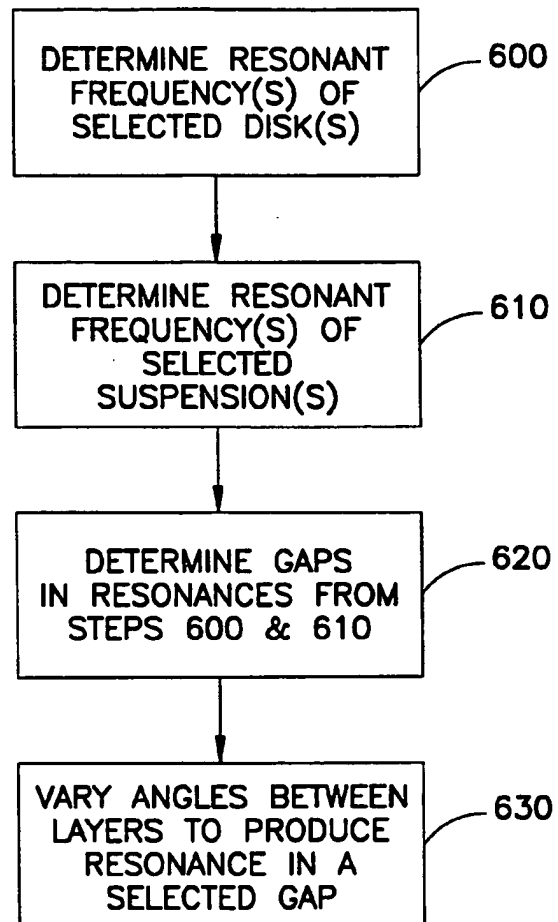 DETERMINE RESONANT
FREQUENCY(S) OF
SELECTED DISK(S)
600
DETERMINE RESONANT
FREQUENCY(S) OF
SELECTED
SUSPENSION(S)
610
DETERMINE GAPS
IN RESONANCES FROM
STEPS 600 & 610
620
VARY ANGLES BETWEEN
LAYERS TO PRODUCE
RESONANCE IN A
SELECTED GAP
630